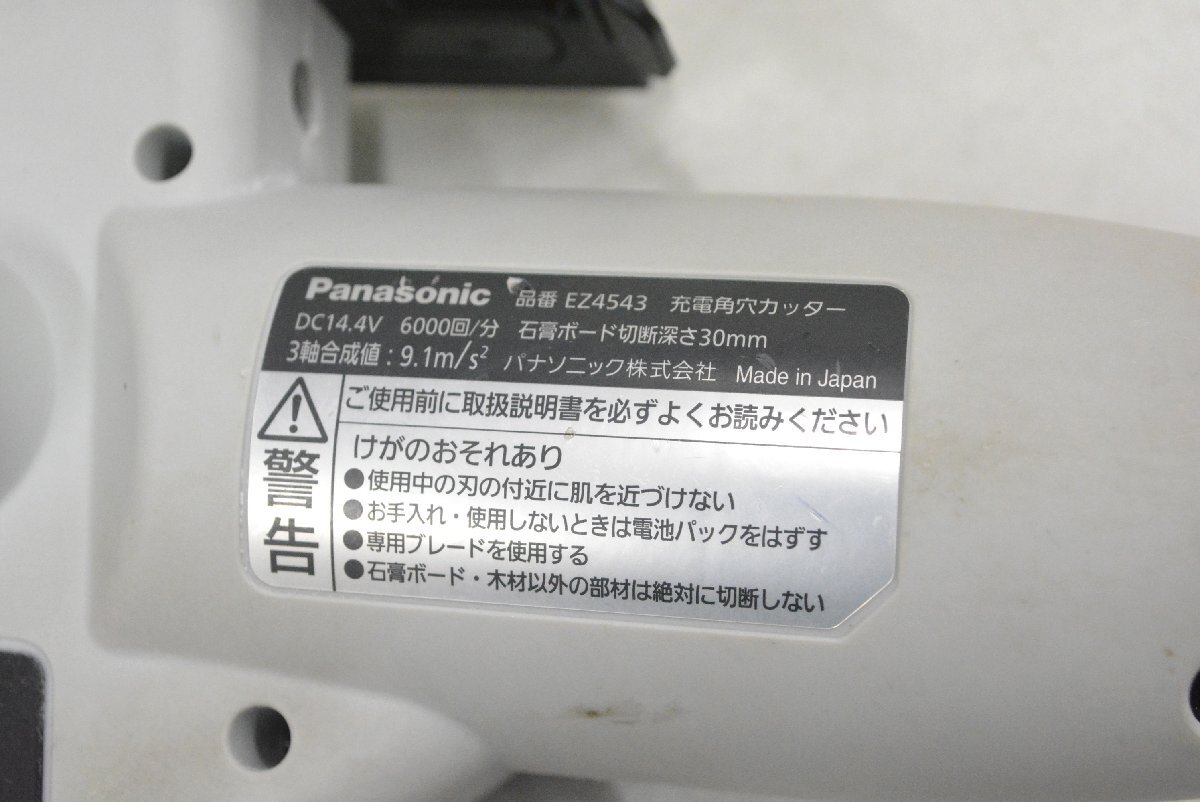 Panasonic 品番 EZ4543 充電角穴カッター
DC14.4V 6000回/分 石膏ボード切断深さ30mm
3軸合成値:9.1m/s² パナソニック株式会社 Made in Japan
ご使用前に取扱説明書を必ずよくお読みください
警告
けがのおそれあり
●使用中の刃の付近に肌を近づけない
●お手入れ・使用しないときは電池パックをはずす
●専用ブレードを使用する
●石膏ボード・木材以外の部材は絶対に切断しない